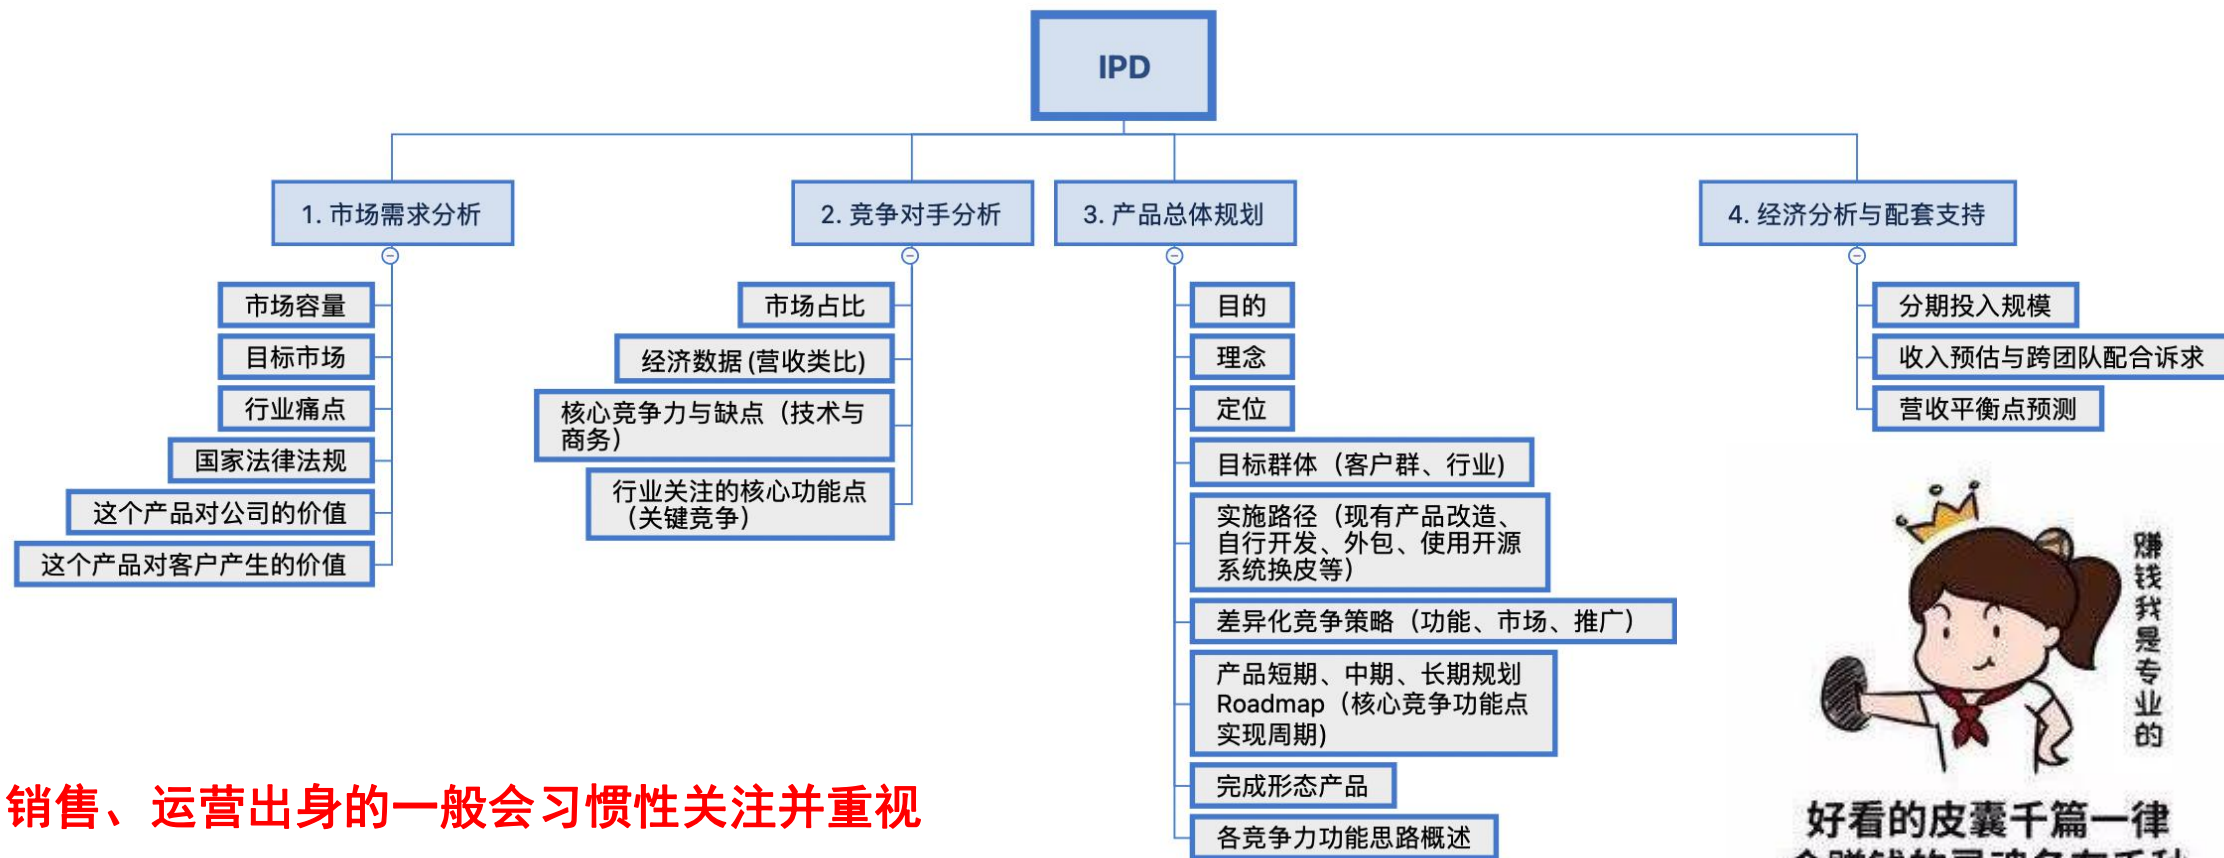 IPD
1. 市场需求分析
市场容量
目标市场
行业痛点
国家法律法规
这个产品对公司的价值
这个产品对客户产生的价值
2. 竞争对手分析
市场占比
经济数据 (营收类比)
核心竞争力与缺点（技术与
商务）
行业关注的核心功能点
（关键竞争）
3. 产品总体规划
目的
理念
定位
目标群体（客户群、行业)
实施路径（现有产品改造、
自行开发、外包、使用开源
系统换皮等）
差异化竞争策略（功能、市场、推广）
产品短期、中期、长期规划
Roadmap（核心竞争功能点
实现周期)
完成形态产品
各竞争力功能思路概述
4. 经济分析与配套支持
分期投入规模
收入预估与跨团队配合诉求
营收平衡点预测
赚钱我是专业的
销售、运营出身的一般会习惯性关注并重视
好看的皮囊千篇一律